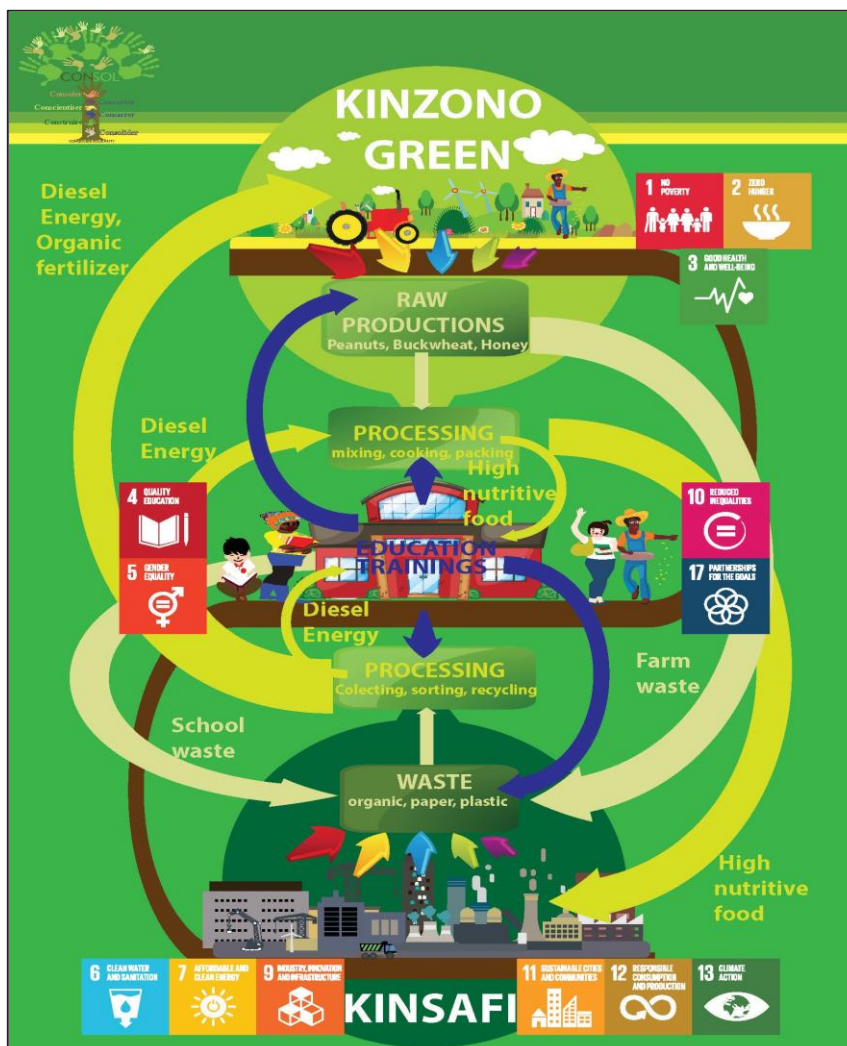 CONSOL
Consoler
Conscientiser
Consacrer
Construire
Consolider
KINZONO
GREEN
Diesel
Energy,
Organic
fertilizer
1 NO
POVERTY
2 ZERO
HUNGER
3 GOOD HEALTH
AND WELL-BEING
RAW
PRODUCTIONS
Peanuts, Buckwheat, Honey
Diesel
Energy
PROCESSING
mixing, cooking, packing
High
nutritive
food
4 QUALITY
EDUCATION
5 GENDER
EQUALITY
EDUCATION
TRAININGS
10 REDUCED
INEQUALITIES
17 PARTNERSHIPS
FOR THE GOALS
Diesel
Energy
PROCESSING
Colecting, sorting, recycling
Farm
waste
School
waste
WASTE
organic, paper, plastic
High
nutritive
food
6 CLEAN WATER
AND SANITATION
7 AFFORDABLE AND
CLEAN ENERGY
9 INDUSTRY, INNOVATION
AND INFRASTRUCTURE
11 SUSTAINABLE CITIES
AND COMMUNITIES
12 RESPONSIBLE
CONSUMPTION
AND PRODUCTION
13 CLIMATE
ACTION
KINSAFI